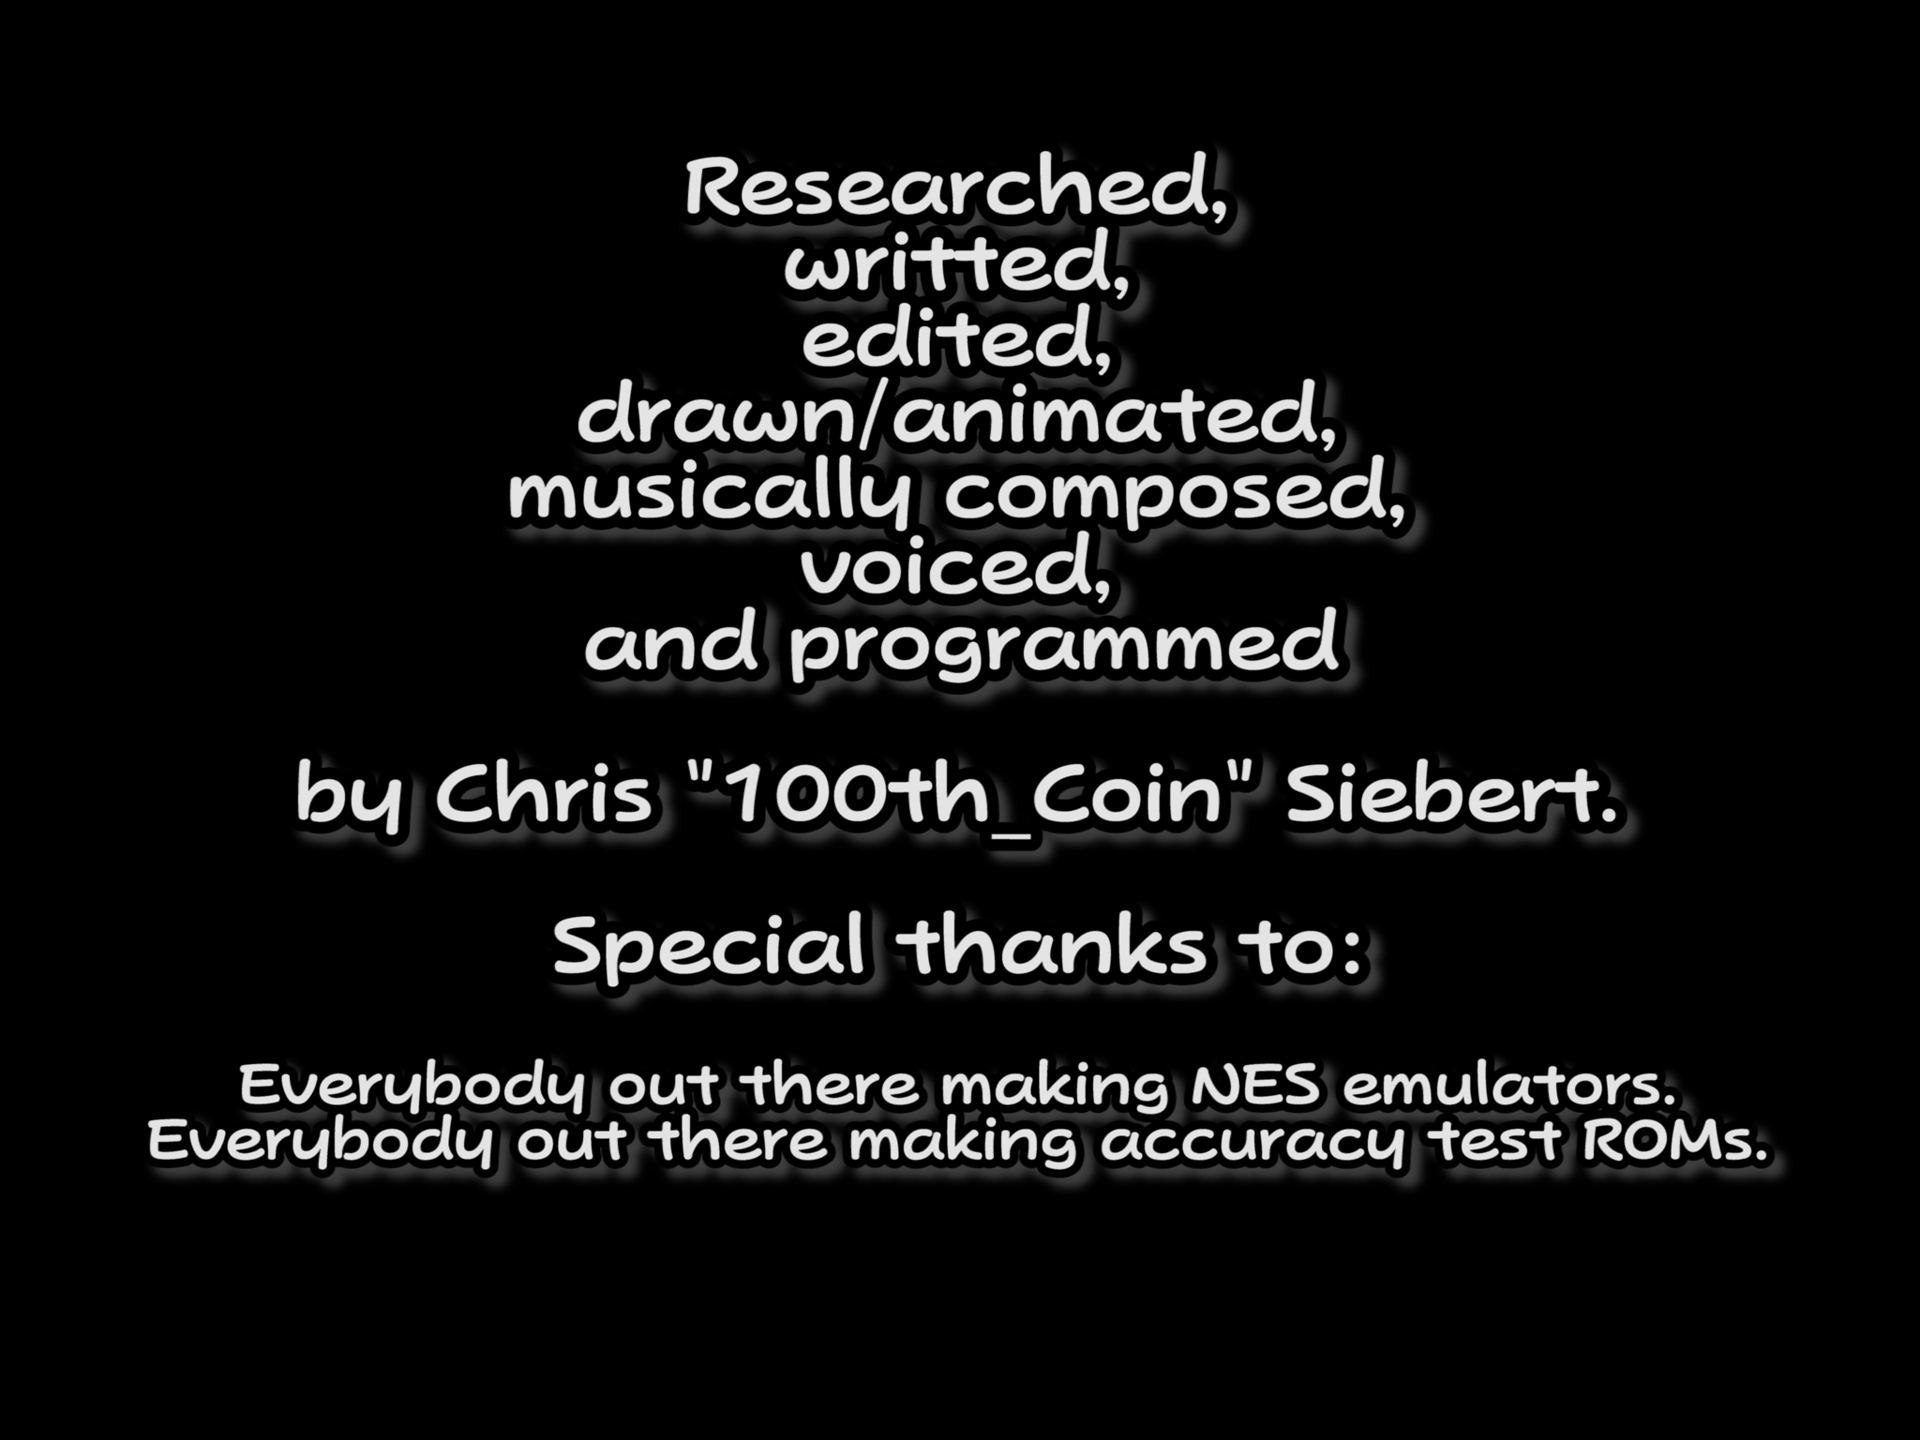 Researched,
writted,
edited,
drawn/animated,
musically composed,
voiced,
and programmed
by Chris "100th_Coin" Siebert.
Special thanks to:
Everybody out there making NES emulators.
Everybody out there making accuracy test ROMs.